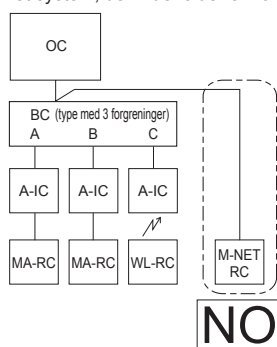 OC
BC (type med 3 forgreninger)
A B C
A-IC A-IC A-IC
MA-RC MA-RC WL-RC M-NET
RC
NO